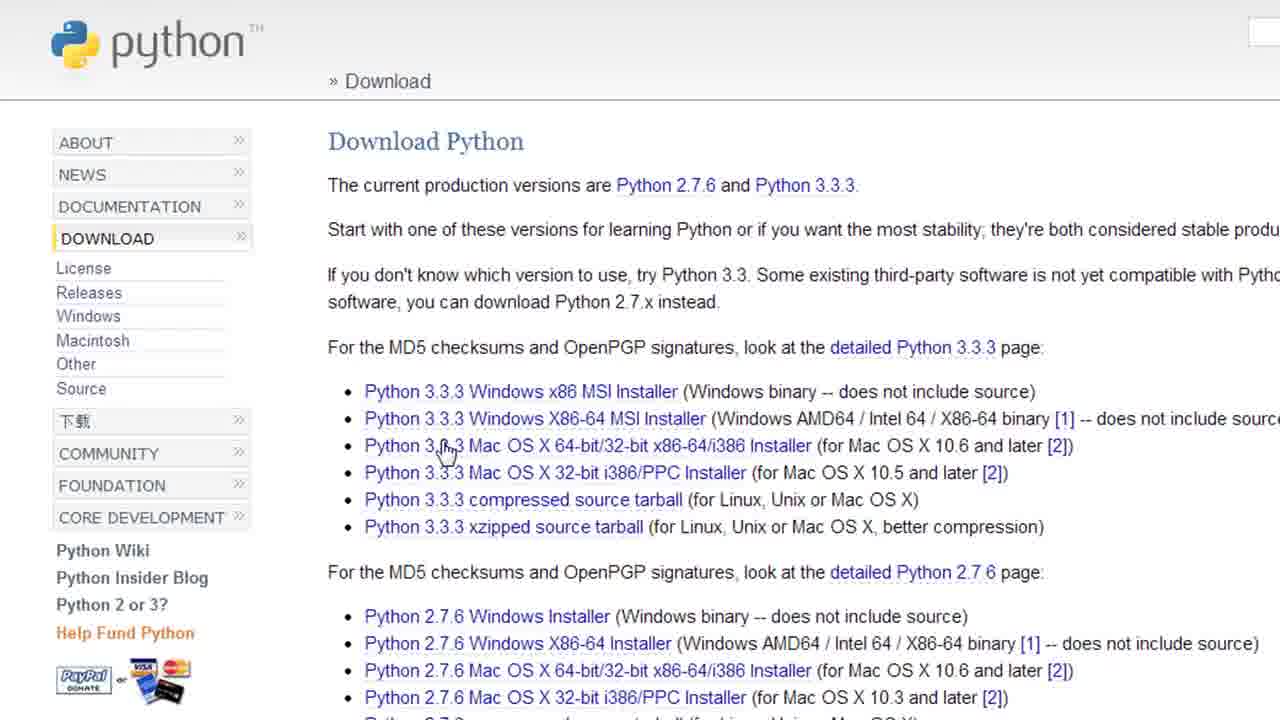 python TM
» Download
ABOUT »
NEWS »
DOCUMENTATION »
DOWNLOAD »
License
Releases
Windows
Macintosh
Other
Source
下载 »
COMMUNITY »
FOUNDATION »
CORE DEVELOPMENT »
Python Wiki
Python Insider Blog
Python 2 or 3?
Help Fund Python
PayPal DONATE or VISA MasterCard
Download Python
The current production versions are Python 2.7.6 and Python 3.3.3.
Start with one of these versions for learning Python or if you want the most stability; they're both considered stable produ
If you don't know which version to use, try Python 3.3. Some existing third-party software is not yet compatible with Pytho
software, you can download Python 2.7.x instead.
For the MD5 checksums and OpenPGP signatures, look at the detailed Python 3.3.3 page:
• Python 3.3.3 Windows x86 MSI Installer (Windows binary -- does not include source)
• Python 3.3.3 Windows X86-64 MSI Installer (Windows AMD64 / Intel 64 / X86-64 binary [1] -- does not include source
• Python 3.3.3 Mac OS X 64-bit/32-bit x86-64/i386 Installer (for Mac OS X 10.6 and later [2])
• Python 3.3.3 Mac OS X 32-bit i386/PPC Installer (for Mac OS X 10.5 and later [2])
• Python 3.3.3 compressed source tarball (for Linux, Unix or Mac OS X)
• Python 3.3.3 xzipped source tarball (for Linux, Unix or Mac OS X, better compression)
For the MD5 checksums and OpenPGP signatures, look at the detailed Python 2.7.6 page:
• Python 2.7.6 Windows Installer (Windows binary -- does not include source)
• Python 2.7.6 Windows X86-64 Installer (Windows AMD64 / Intel 64 / X86-64 binary [1] -- does not include source)
• Python 2.7.6 Mac OS X 64-bit/32-bit x86-64/i386 Installer (for Mac OS X 10.6 and later [2])
• Python 2.7.6 Mac OS X 32-bit i386/PPC Installer (for Mac OS X 10.3 and later [2])